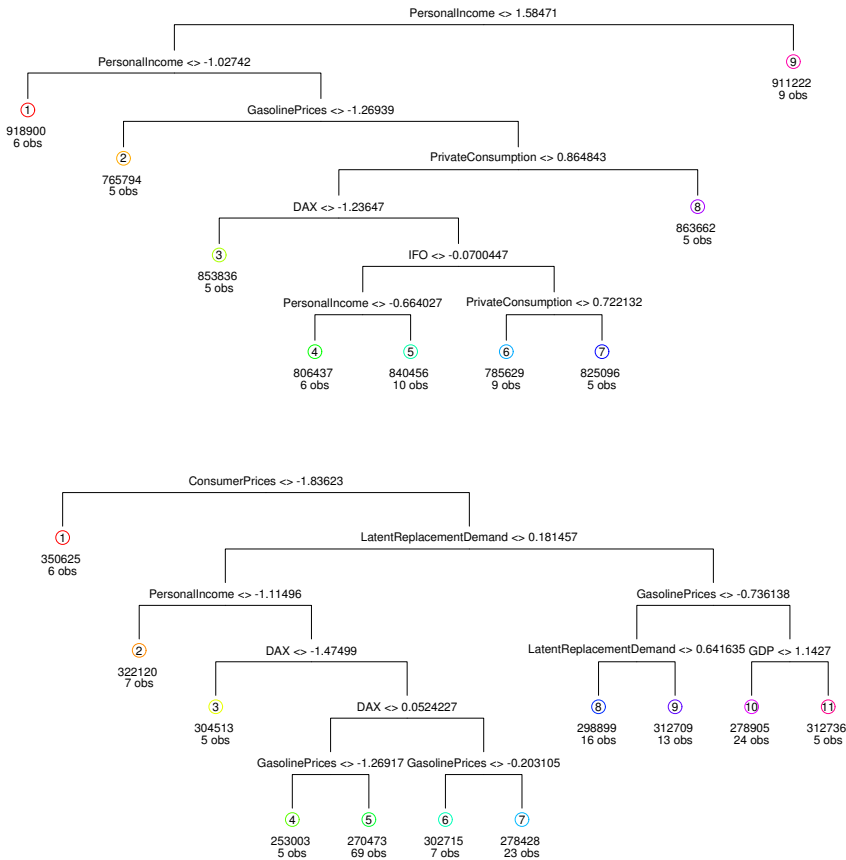 PersonalIncome <> 1.58471
PersonalIncome <> -1.02742
9
911222
9 obs
1
918900
6 obs
GasolinePrices <> -1.26939
2
765794
5 obs
PrivateConsumption <> 0.864843
DAX <> -1.23647
8
863662
5 obs
3
853836
5 obs
IFO <> -0.0700447
PersonalIncome <> -0.664027
PrivateConsumption <> 0.722132
4
5
6
7
806437
840456
785629
825096
6 obs
10 obs
9 obs
5 obs
ConsumerPrices <> -1.83623
1
350625
6 obs
LatentReplacementDemand <> 0.181457
PersonalIncome <> -1.11496
GasolinePrices <> -0.736138
2
322120
7 obs
DAX <> -1.47499
LatentReplacementDemand <> 0.641635
GDP <> 1.1427
3
304513
5 obs
DAX <> 0.0524227
8
9
10
11
298899
312709
278905
312736
16 obs
13 obs
24 obs
5 obs
GasolinePrices <> -1.26917
GasolinePrices <> -0.203105
4
5
6
7
253003
270473
302715
278428
5 obs
69 obs
7 obs
23 obs